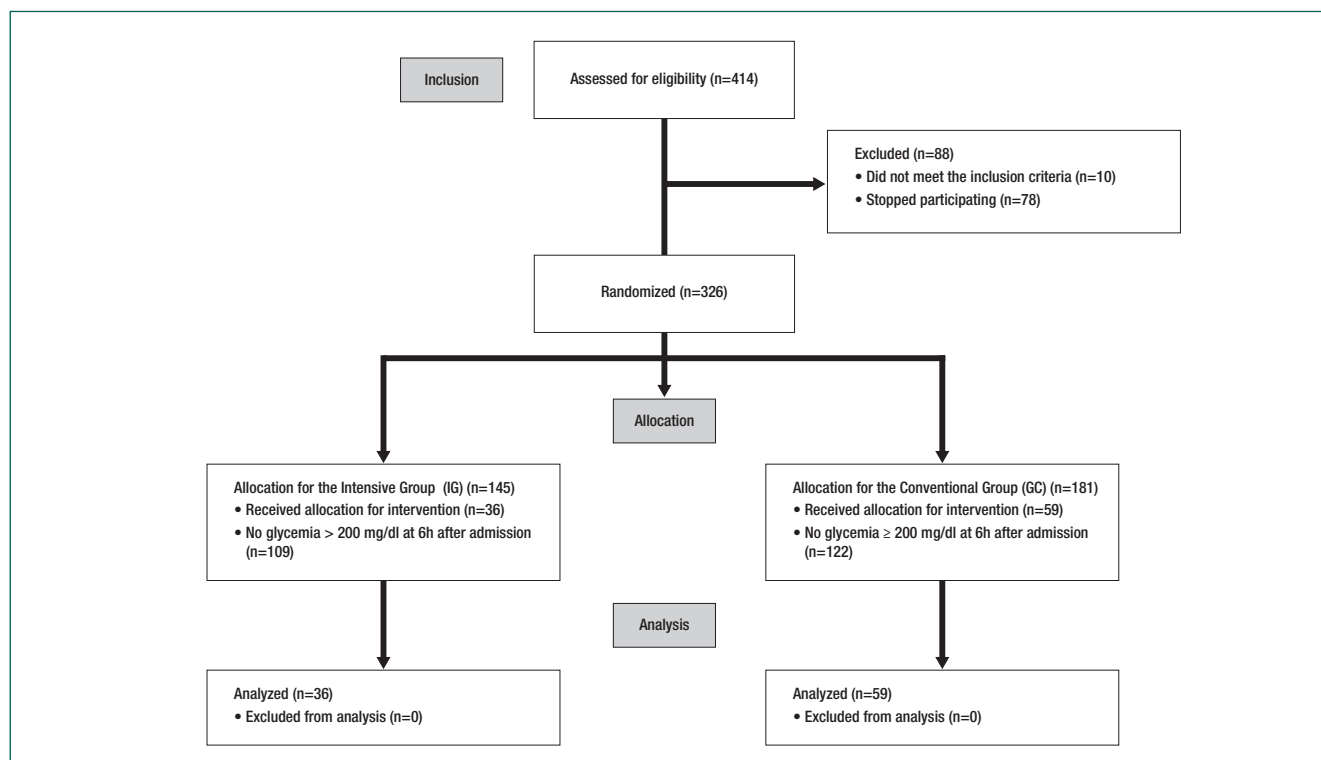 Inclusion
Assessed for eligibility (n=414)
Excluded (n=88)
• Did not meet the inclusion criteria (n=10)
• Stopped participating (n=78)
Randomized (n=326)
Allocation
Allocation for the Intensive Group (IG) (n=145)
• Received allocation for intervention (n=36)
• No glycemia > 200 mg/dl at 6h after admission
(n=109)
Allocation for the Conventional Group (GC) (n=181)
• Received allocation for intervention (n=59)
• No glycemia ≥ 200 mg/dl at 6h after admission
(n=122)
Analysis
Analyzed (n=36)
• Excluded from analysis (n=0)
Analyzed (n=59)
• Excluded from analysis (n=0)